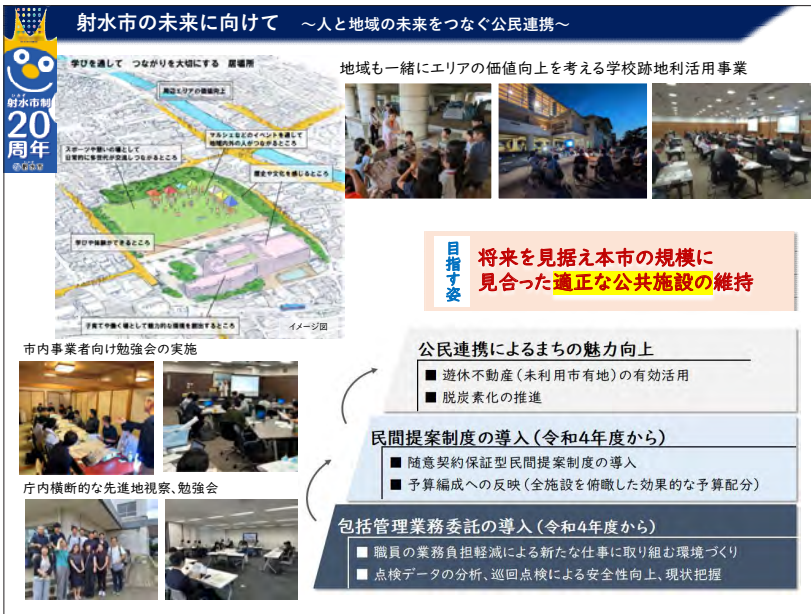 射水市の未来に向けて ～人と地域の未来をつなぐ公民連携～
いみず
射水市制
20
周年
学びを通して つながりを大切にする 居場所
周辺エリアの価値向上
スポーツや憩いの場として
日常的に多世代が交流しつながるところ
マルシェなどのイベントを通して
地域内外の人がつながるところ
歴史や文化を感じるところ
学びや体験ができるところ
子育てや働く場として魅力的な環境を創出するところ
イメージ図
地域も一緒にエリアの価値向上を考える学校跡地利活用事業
目指す姿
将来を見据え本市の規模に
見合った適正な公共施設の維持
市内事業者向け勉強会の実施
庁内横断的な先進地視察、勉強会
公民連携によるまちの魅力向上
■ 遊休不動産（未利用市有地）の有効活用
■ 脱炭素化の推進
民間提案制度の導入（令和4年度から）
■ 随意契約保証型民間提案制度の導入
■ 予算編成への反映（全施設を俯瞰した効果的な予算配分）
包括管理業務委託の導入（令和4年度から）
■ 職員の業務負担軽減による新たな仕事に取り組む環境づくり
■ 点検データの分析、巡回点検による安全性向上、現状把握